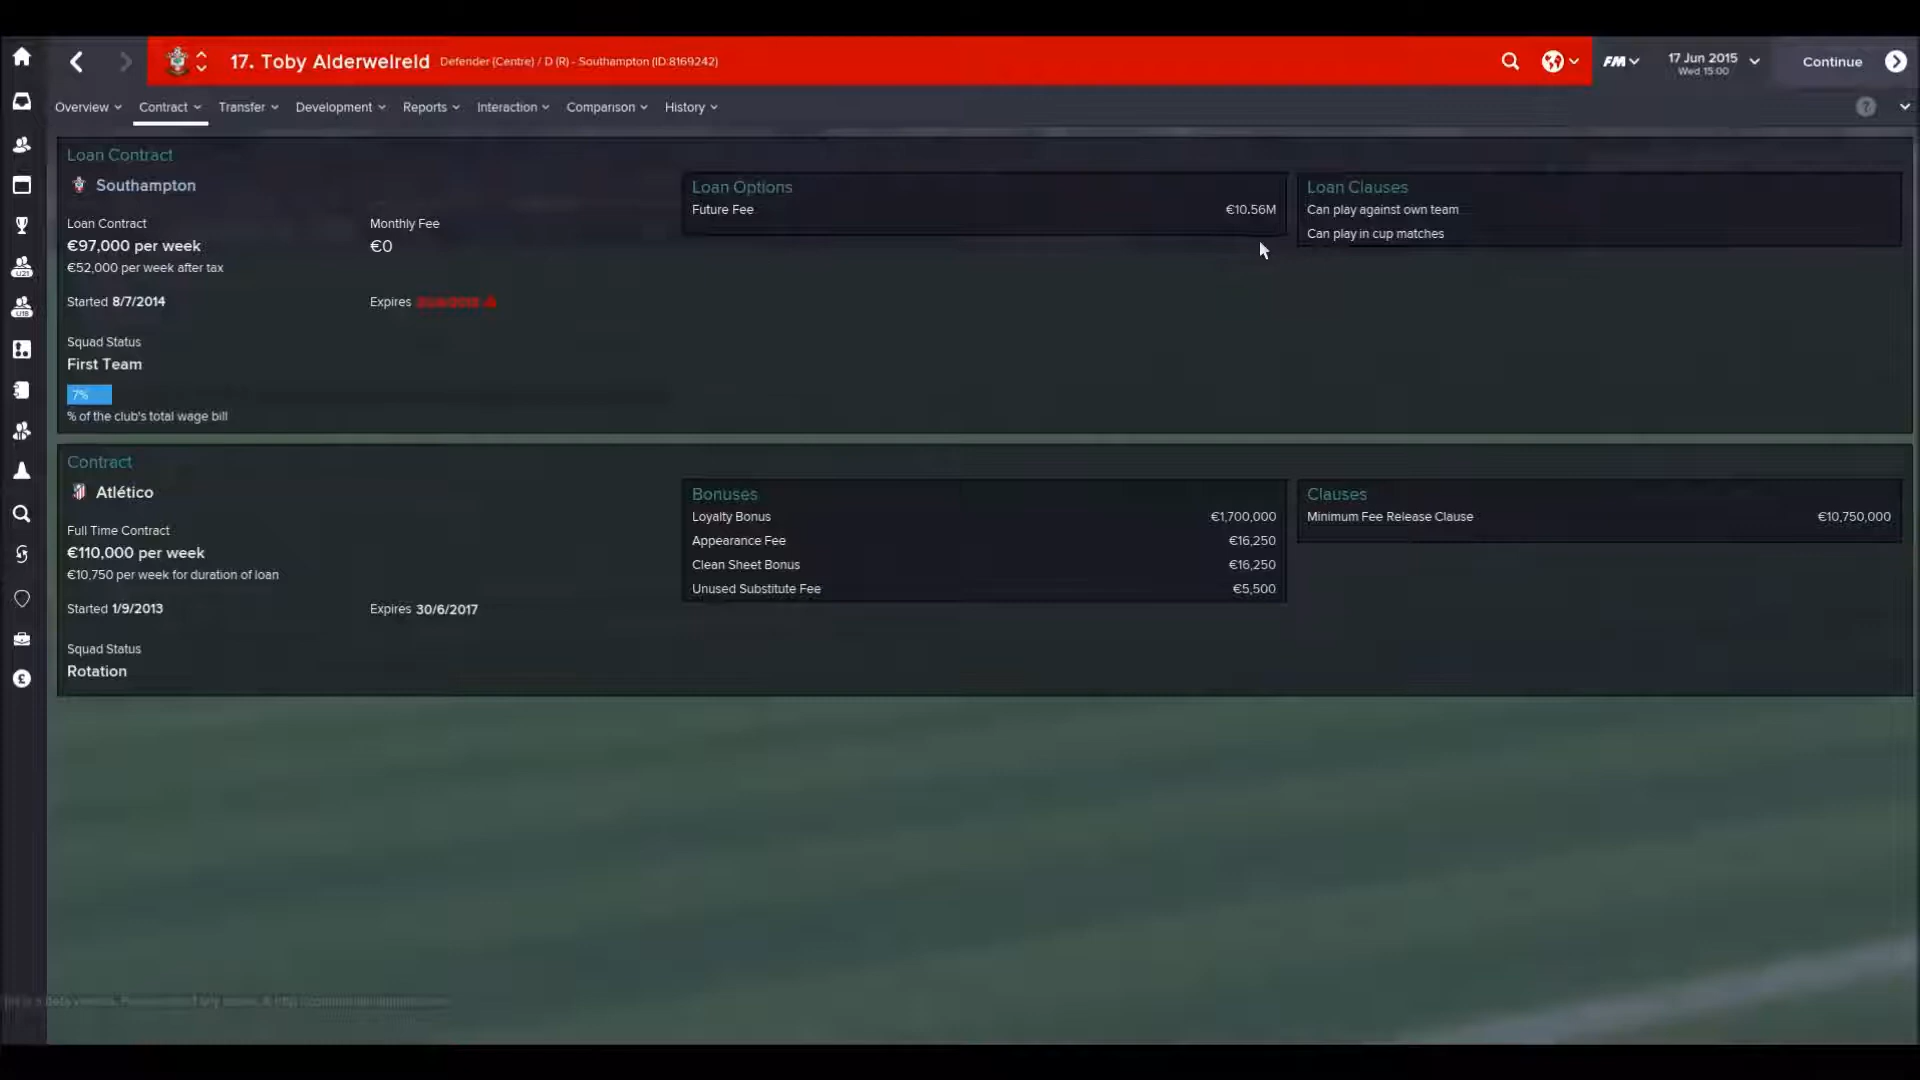 17. Toby Alderweireld Defender (Centre) / D (R) - Southampton (ID:8169242)
FM
17 Jun 2015
Wed 15:00
Continue
Overview Contract Transfer Development Reports Interaction Comparison History
?
Loan Contract
Southampton
Loan Contract Monthly Fee
€97,000 per week €0
€52,000 per week after tax
Started 8/7/2014 Expires
Squad Status
First Team
7%
% of the club's total wage bill
Loan Options
Future Fee €10.56M
Loan Clauses
Can play against own team
Can play in cup matches
Contract
Atlético
Full Time Contract
€110,000 per week
€10,750 per week for duration of loan
Started 1/9/2013 Expires 30/6/2017
Squad Status
Rotation
Bonuses
Loyalty Bonus €1,700,000
Appearance Fee €16,250
Clean Sheet Bonus €16,250
Unused Substitute Fee €5,500
Clauses
Minimum Fee Release Clause €10,750,000
U21
U18
£